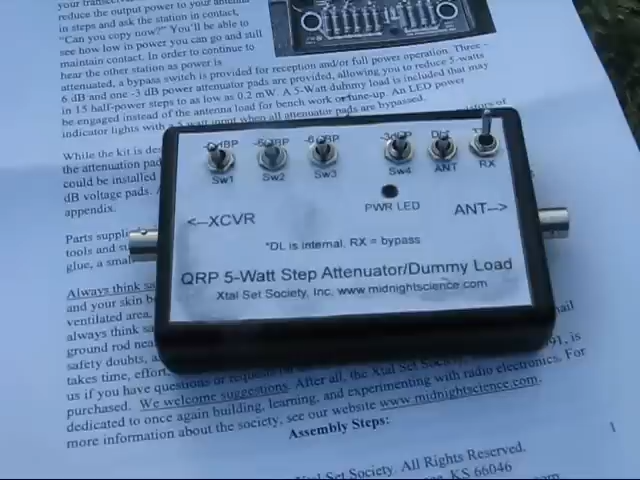 your transceiver
reduce the output power to your antenna
in steps and ask the station in contact,
"Can you copy now?" You'll be able to
see how low in power you can go and still
maintain contact. In order to continue to
hear the other station as power is
attenuated, a bypass switch is provided for reception and/or full power operation. Three -
6 dB and one -3 dB power attenuator pads are provided, allowing you to reduce 5-watts
in 15 half-power steps to as low as 0.2 mW. A 5-Watt dummy load is included that may
be engaged instead of the antenna load for bench work or tune-up. An LED power
indicator lights with a 5 watt input when all attenuator pads are bypassed.
While the kit is des
the attenuation pad
could be installed
dB voltage pads. A
appendix.
Parts suppli
tools and su
glue, a smal
Always think sa
and your skin b
ventilated area.
always think sa
ground rod nea
safety doubts, a
takes time, effort
us if you have questions or
purchased. We welcome suggestions. After all, the Xtal Set Soc
91, is
dedicated to once again building, learning, and experimenting with radio electronics. For
more information about the society, see our website www.midnightscience.com.
Assembly Steps:
1
Xtal Set Society. All Rights Reserved.
KS 66046
Sw1
Sw2
Sw3
Sw4
ANT
RX
PWR LED
<--XCVR
ANT-->
*DL is internal, RX = bypass
QRP 5-Watt Step Attenuator/Dummy Load
Xtal Set Society, Inc. www.midnightscience.com